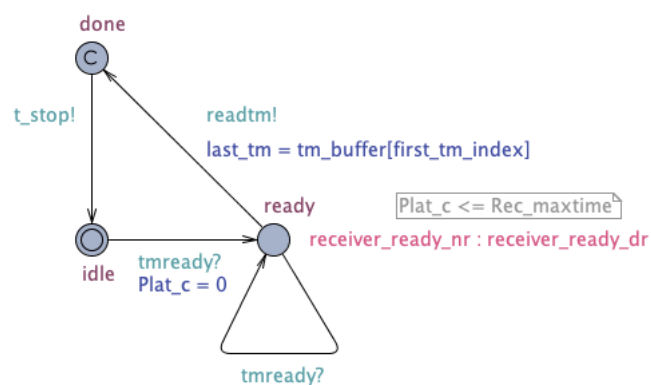 done
C
t_stop!
readtm!
last_tm = tm_buffer[first_tm_index]
ready
Plat_c <= Rec_maxtime
receiver_ready_nr : receiver_ready_dr
idle
tmready?
Plat_c = 0
tmready?